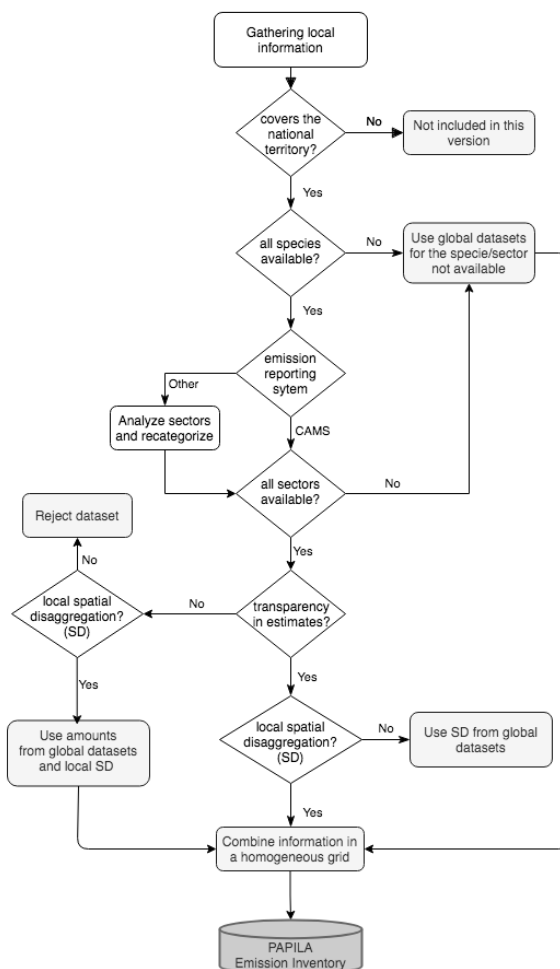 Gathering local
information
covers the
national
territory?
No
Not included in this
version
Yes
all species
available?
No
Use global datasets
for the specie/sector
not available
Yes
emission
reporting
sytem
Other
Analyze sectors
and recategorize
CAMS
all sectors
available?
No
Reject dataset
Yes
No
local spatial
disaggregation?
(SD)
No
transparency
in estimates?
Yes
Yes
Use amounts
from global datasets
and local SD
local spatial
disaggregation?
(SD)
No
Use SD from global
datasets
Yes
Combine information in
a homogeneous grid
PAPILA
Emission Inventory